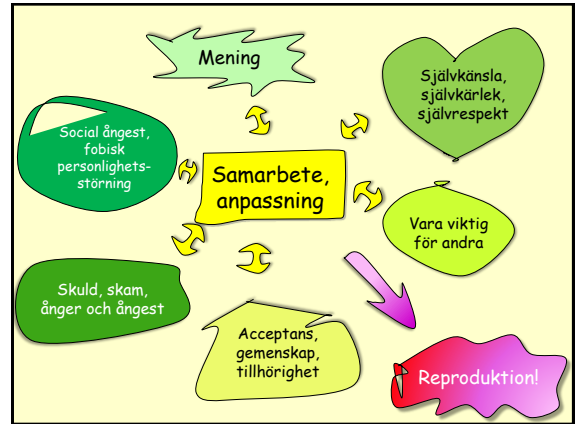 Mening
Självkänsla,
självkärlek,
självrespekt
Social ångest,
fobisk
personlighets-
störning
Samarbete,
anpassning
Vara viktig
för andra
Skuld, skam,
ånger och ångest
Acceptans,
gemenskap,
tillhörighet
Reproduktion!